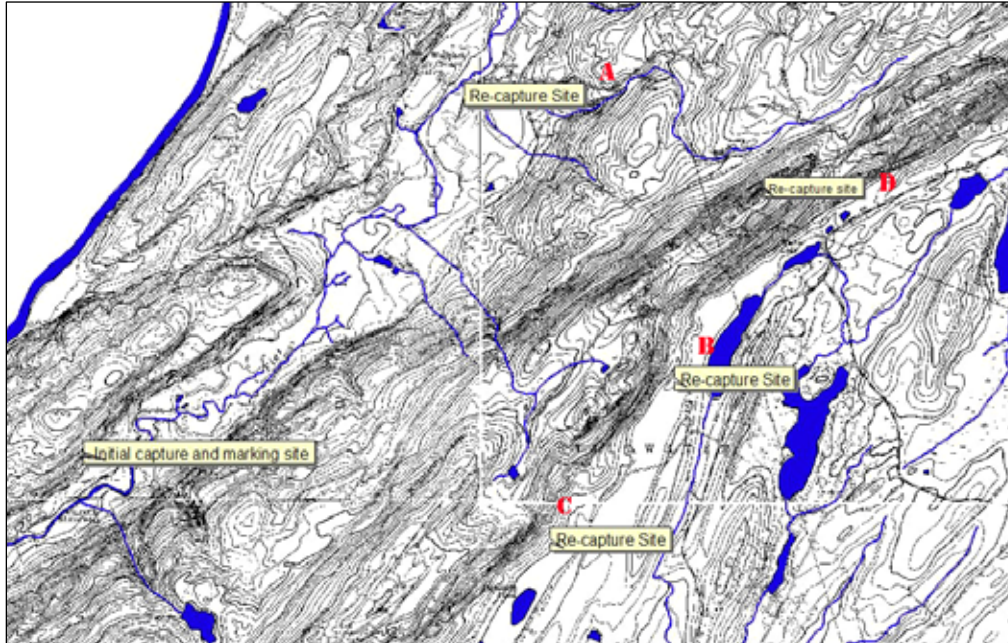 A
Re-capture Site
Re-capture site
D
B
Re-capture Site
Initial capture and marking site
C
Re-capture Site